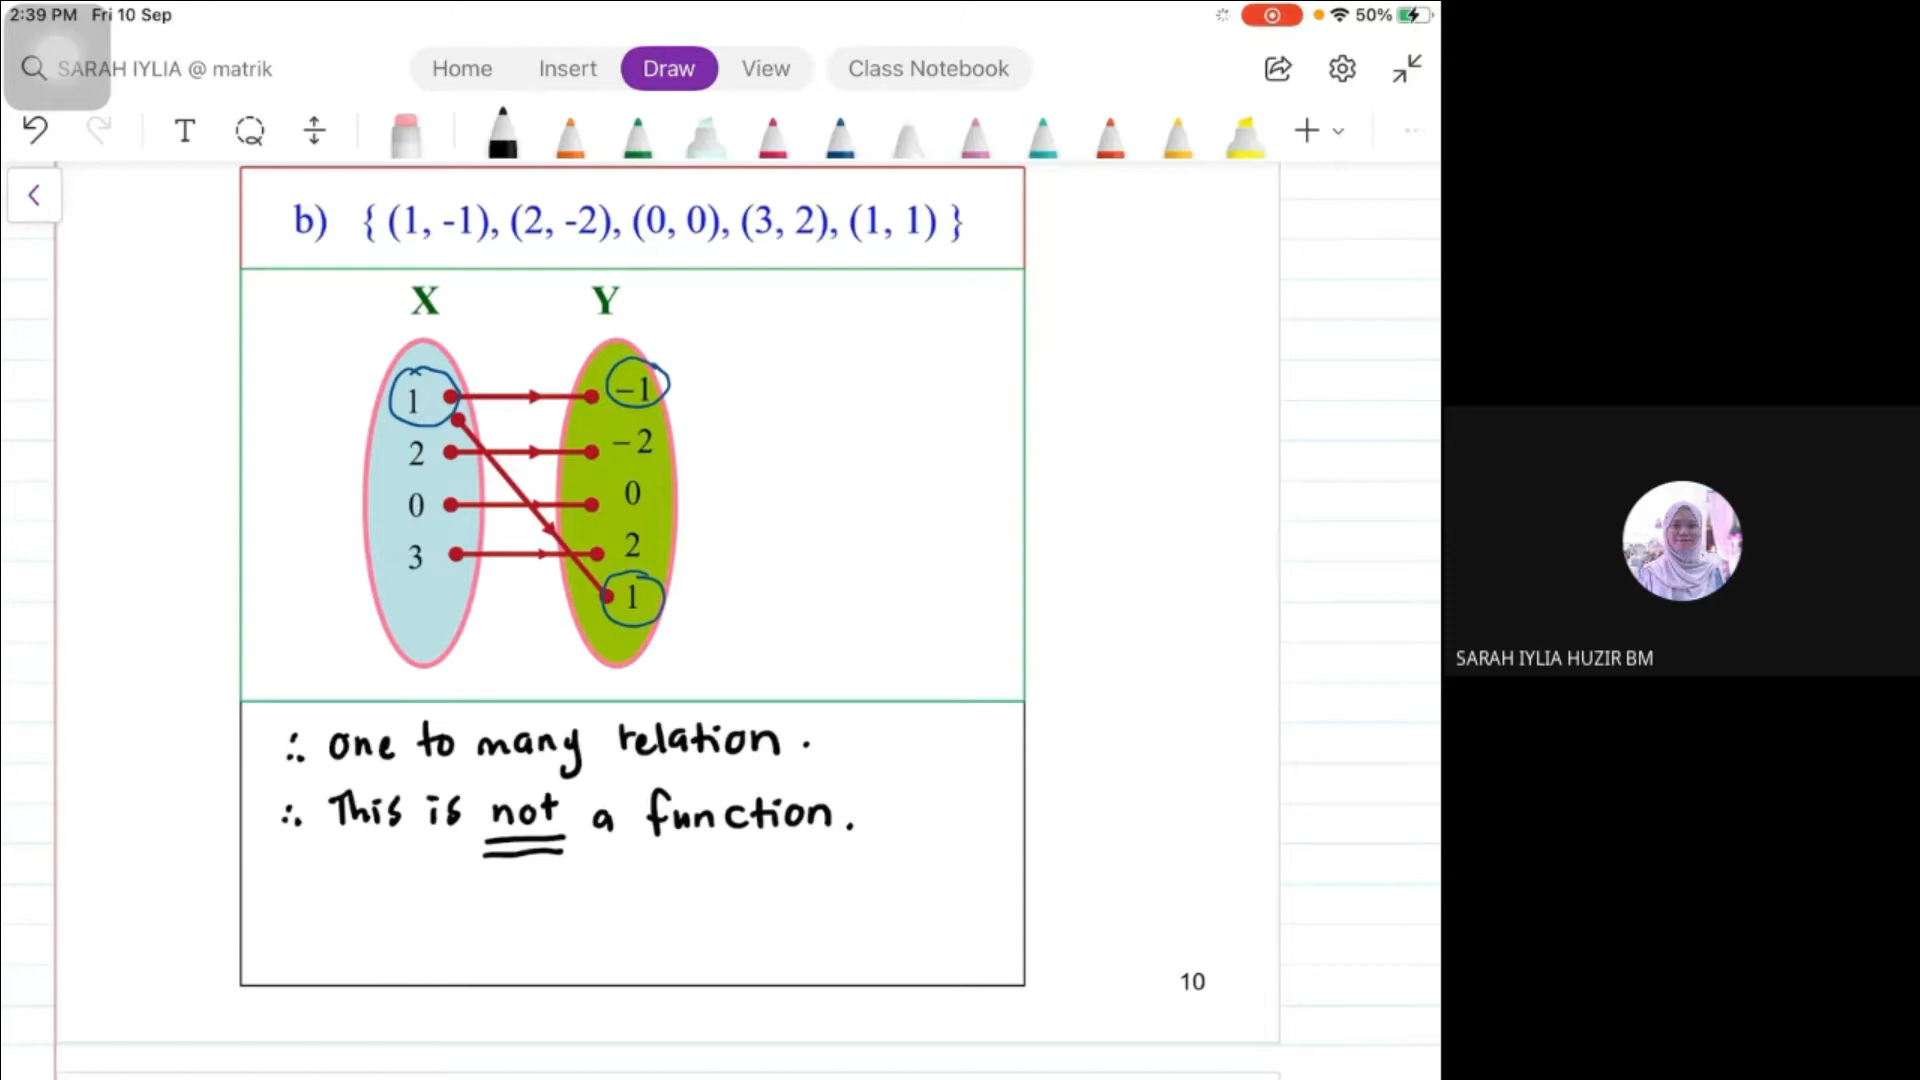 2:39 PM Fri 10 Sep
50%
SARAH IYLIA @ matrik
Home Insert Draw View Class Notebook
T
b) { (1, -1), (2, -2), (0, 0), (3, 2), (1, 1) }
X Y
1 −1
2 −2
0 0
3 2
1
∴ one to many relation.
∴ This is not a function.
10
SARAH IYLIA HUZIR BM